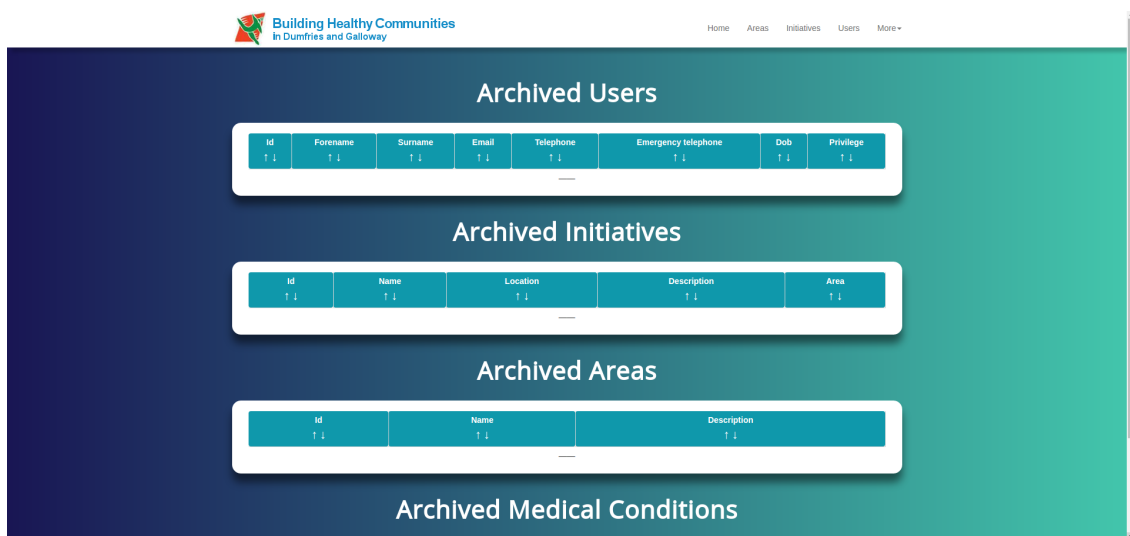 Building Healthy Communities
in Dumfries and Galloway
Home Areas Initiatives Users More
Archived Users
Id Forename Surname Email Telephone Emergency telephone Dob Privilege
↑ ↓ ↑ ↓ ↑ ↓ ↑ ↓ ↑ ↓ ↑ ↓ ↑ ↓ ↑ ↓
Archived Initiatives
Id Name Location Description Area
↑ ↓ ↑ ↓ ↑ ↓ ↑ ↓ ↑ ↓
Archived Areas
Id Name Description
↑ ↓ ↑ ↓ ↑ ↓
Archived Medical Conditions